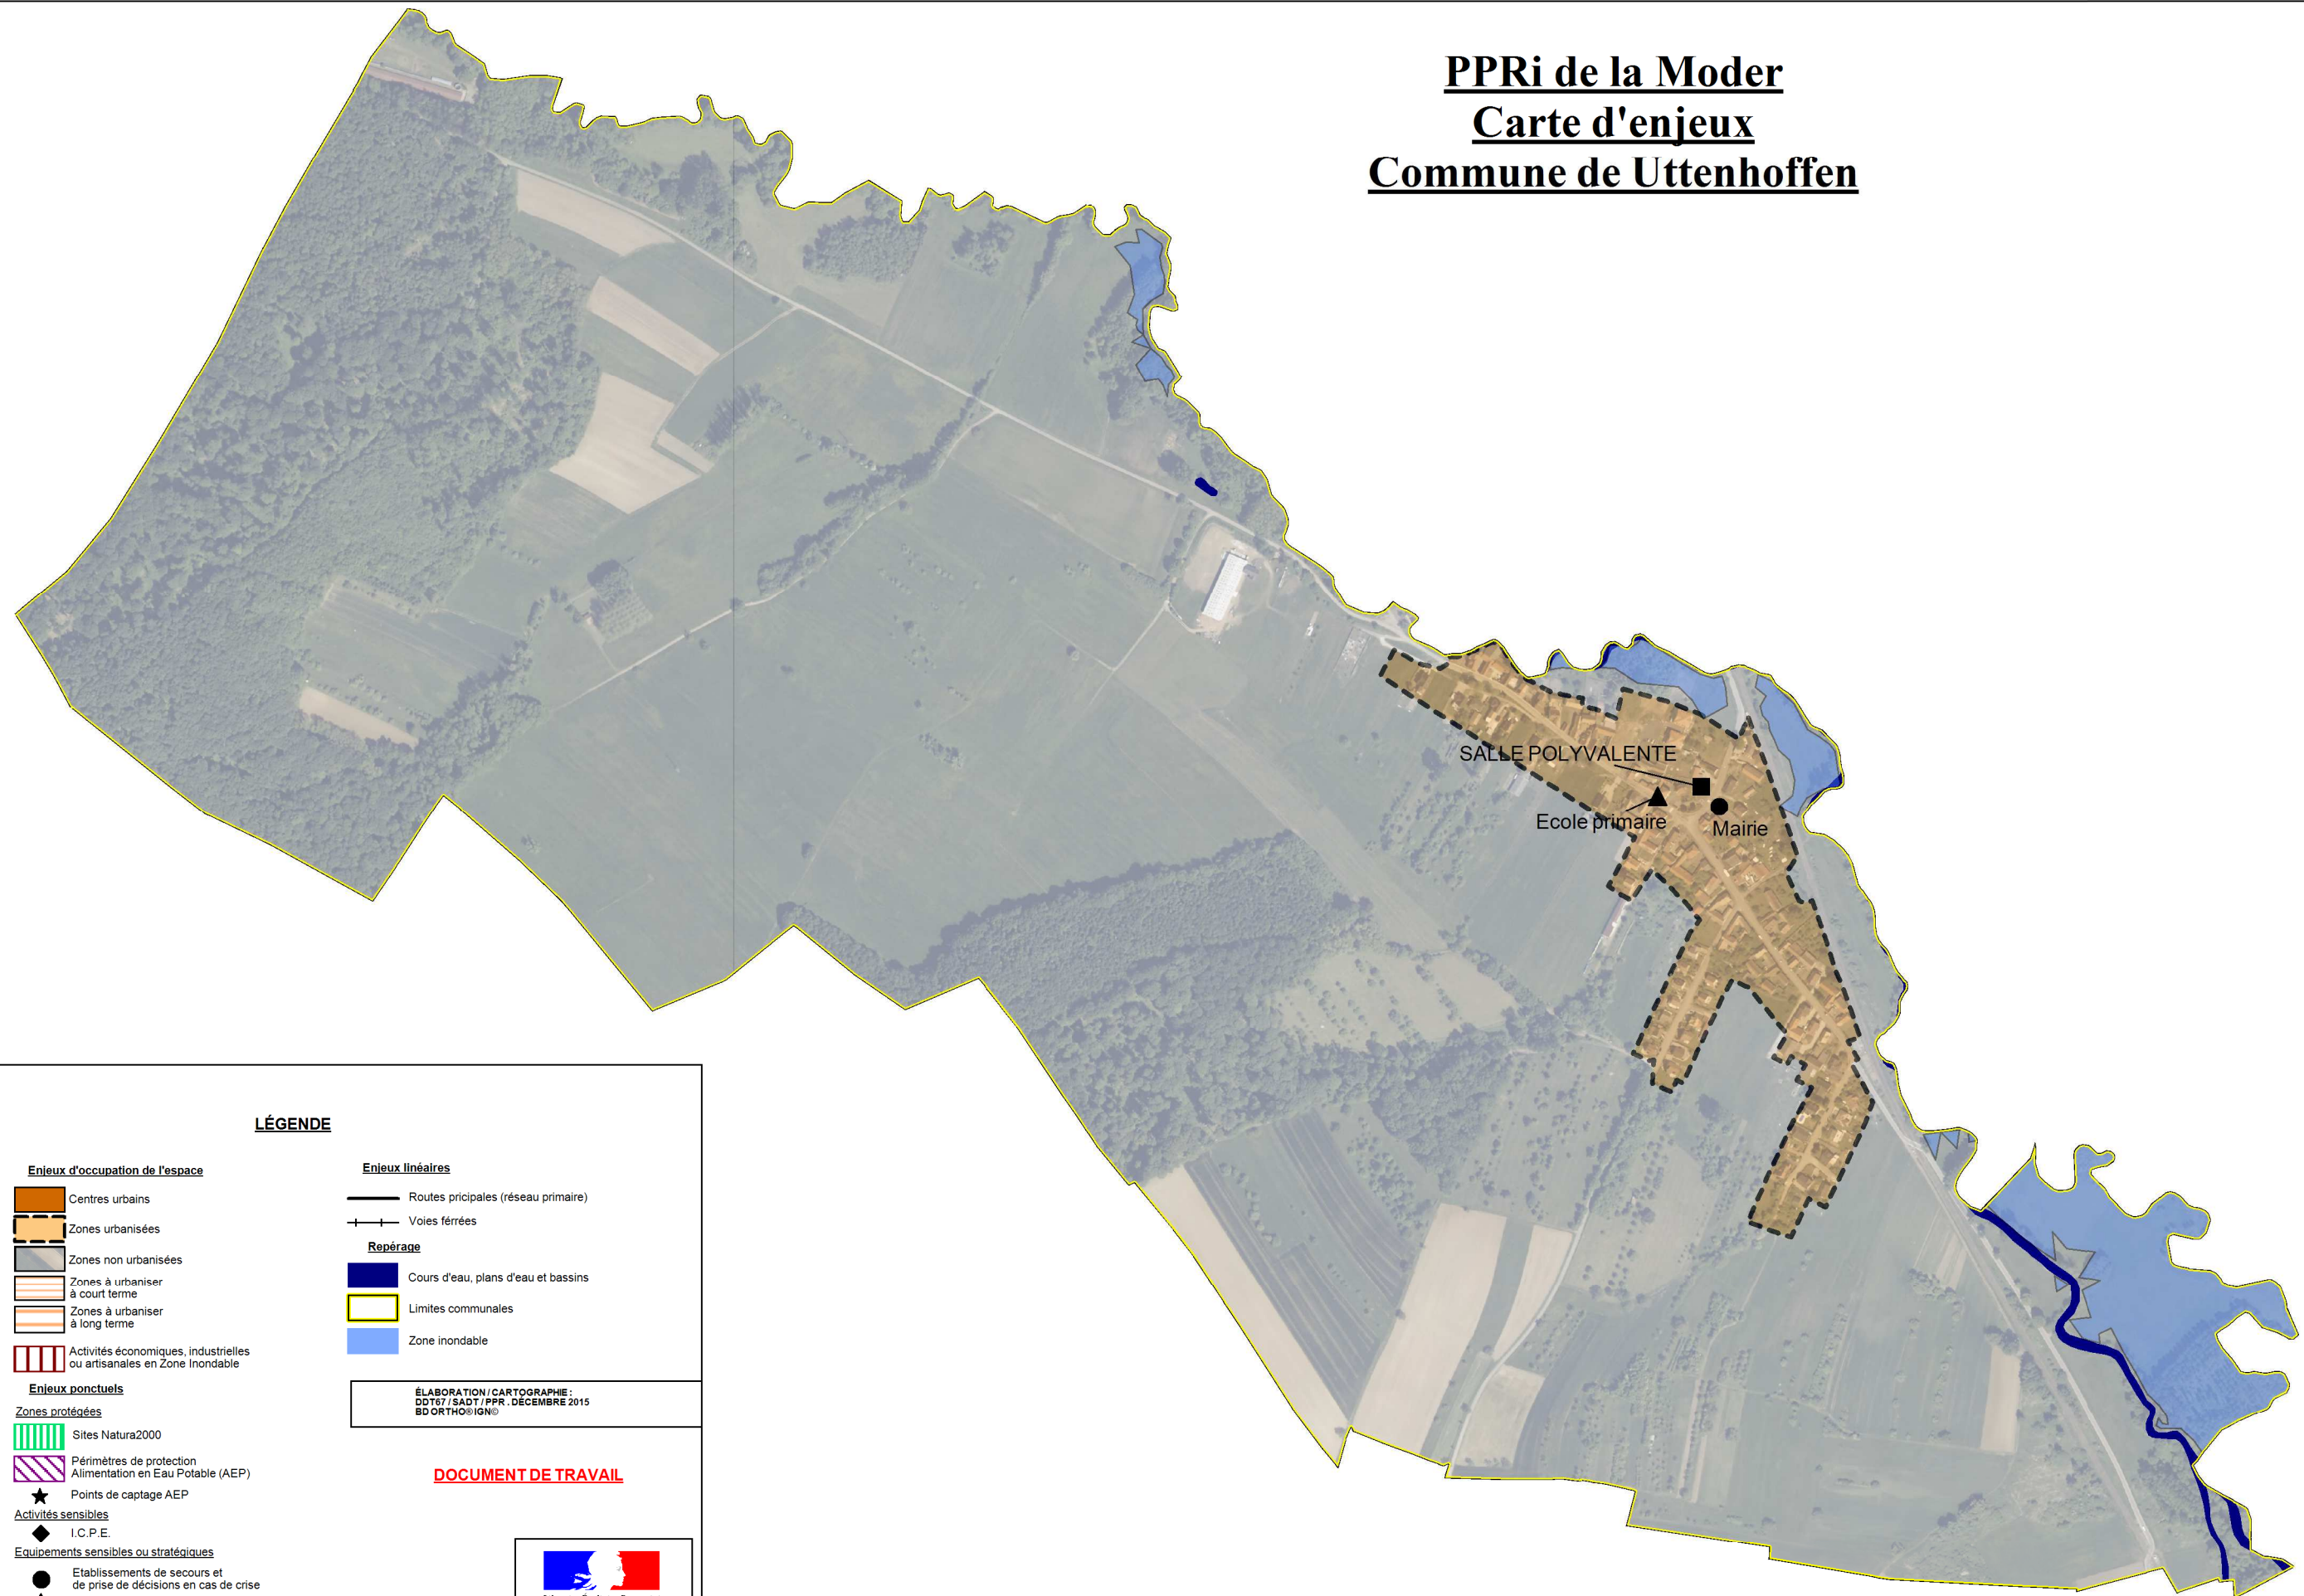 PPRi de la Moder
Carte d'enjeux
Commune de Uttenhoffen
SALLE POLYVALENTE
Ecole primaire
Mairie
LÉGENDE
Enjeux d'occupation de l'espace
Centres urbains
Zones urbanisées
Zones non urbanisées
Zones à urbaniser
à court terme
Zones à urbaniser
à long terme
Activités économiques, industrielles
ou artisanales en Zone Inondable
Enjeux ponctuels
Zones protégées
Sites Natura2000
Périmètres de protection
Alimentation en Eau Potable (AEP)
Points de captage AEP
Activités sensibles
I.C.P.E.
Equipements sensibles ou stratégiques
Etablissements de secours et
de prise de décisions en cas de crise
Enjeux linéaires
Routes pricipales (réseau primaire)
Voies férrées
Repérage
Cours d'eau, plans d'eau et bassins
Limites communales
Zone inondable
ÉLABORATION / CARTOGRAPHIE :
DDT67 / SADT / PPR . DÉCEMBRE 2015
BD ORTHO® IGN©
DOCUMENT DE TRAVAIL